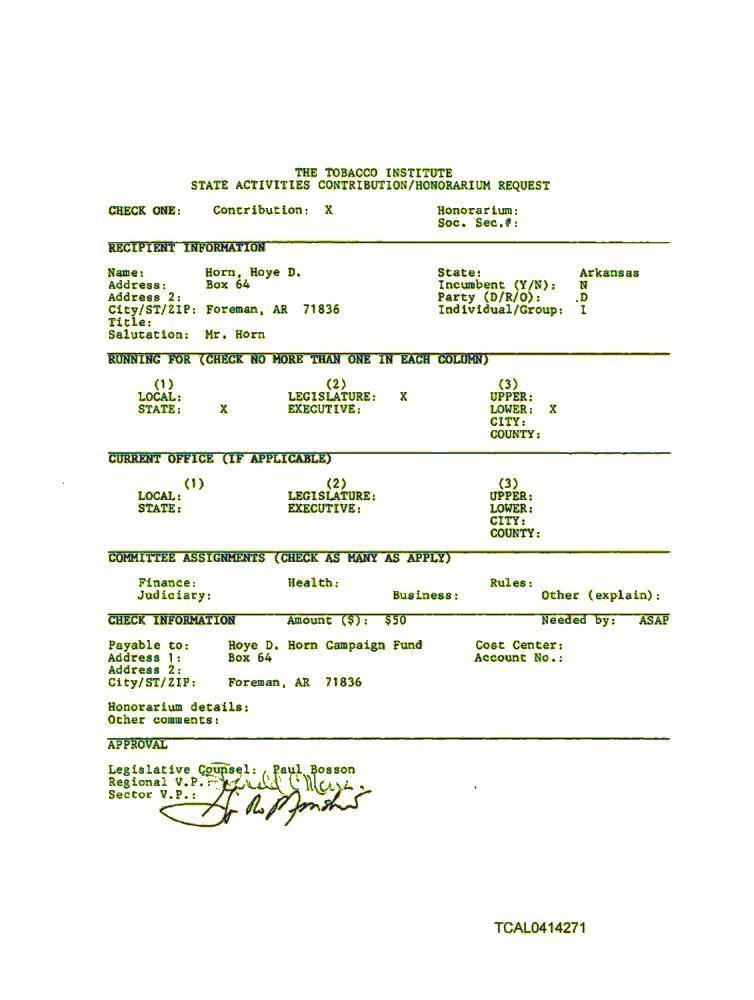 THE TOBACCO INSTITUTE
STATE ACTIVITIES CONTRIBUTION/HONORARIUM REQUEST
CHECK ONE: Contribution: X Honorarium:
Soc. Sec.#:
RECIPIENT INFORMATION
Name: Horn, Hoye D. State: Arkansas
Address: Box 64 Incumbent (Y/N): N
Address 2: Party (D/R/O): .D
City/ST/ZIP: Foreman, AR 71836 Individual/Group: I
Title:
Salutation: Mr. Horn
RUNNING FOR (CHECK NO MORE THAN ONE IN EACH COLUMN)
(1) (2) (3)
LOCAL: LEGISLATURE: X UPPER:
STATE: X EXECUTIVE: LOWER: X
CITY:
COUNTY:
CURRENT OFFICE (IF APPLICABLE)
(1) (2) (3)
LOCAL: LEGISLATURE: UPPER:
STATE: EXECUTIVE: LOWER:
CITY:
COUNTY:
COMMITTEE ASSIGNMENTS (CHECK AS MANY AS APPLY)
Finance: Health: Rules:
Judiciary: Business: Other (explain):
CHECK INFORMATION Amount ($): $50 Needed by: ASAP
Payable to: Hoye D. Horn Campaign Fund Cost Center:
Address 1: Box 64 Account No.:
Address 2:
City/ST/ZIP: Foreman, AR 71836
Honorarium details:
Other comments:
APPROVAL
Legislative Counsel: Paul Bosson
Regional V.P.:
Sector V.P.:
TCAL0414271